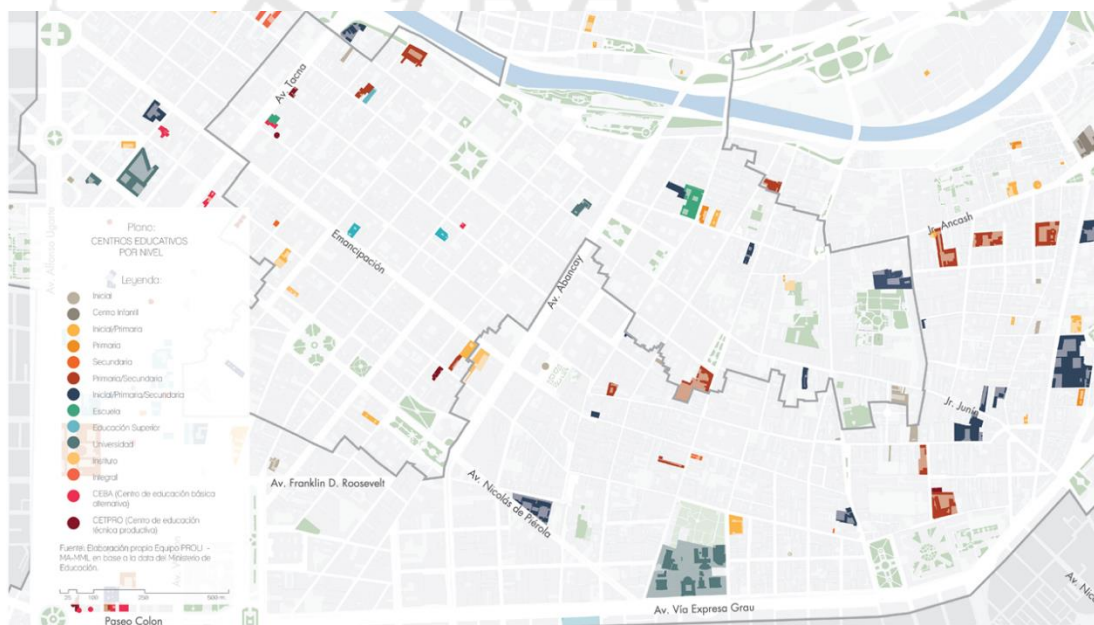 Av. Tacna
Jr. Ancash
Emancipación
Av. Abancay
Av. Alfonso Ugarte
Plano:
CENTROS EDUCATIVOS
POR NIVEL
Leyenda:
Inicial
Centro Infantil
Inicial/Primaria
Primaria
Secundaria
Primaria/Secundaria
Inicial/Primaria/Secundaria
Escuela
Educación Superior
Universidad
Instituro
Integral
CEBA (Centro de educación básica
alternativa)
CETPRO (Centro de educación
técnica productiva)
Fuente: Elaboración propia Equipo PROLI -
MA-MML en base a la data del Ministerio de
Educación.
Jr. Junín
Av. Franklin D. Roosevelt
Av. Nicolás de Piérola
Av. Vía Expresa Grau
Paseo Colon